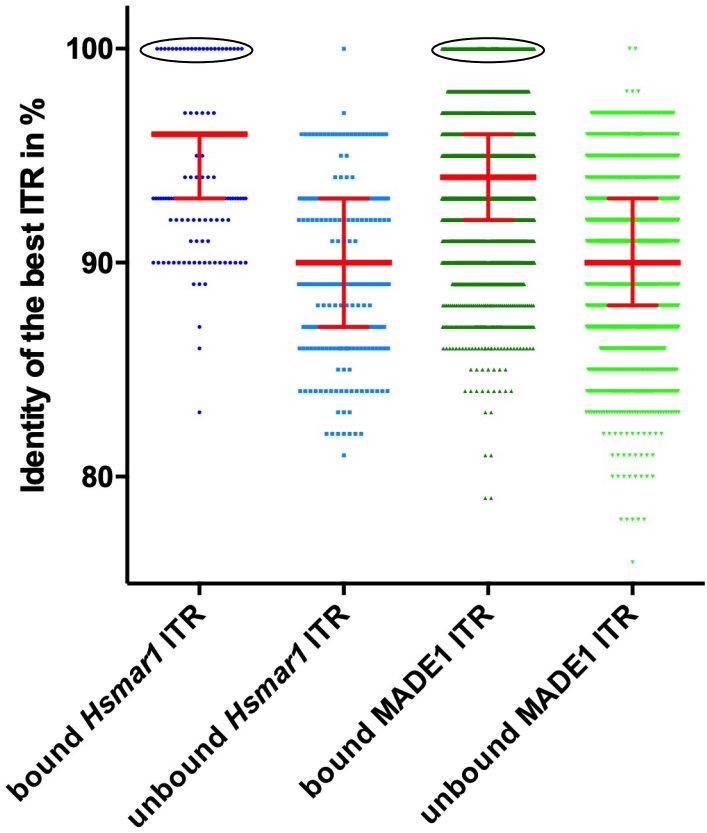 Identity of the best ITR in %
100
90
80
bound Hsmar1 ITR
unbound Hsmar1 ITR
bound MADE1 ITR
unbound MADE1 ITR